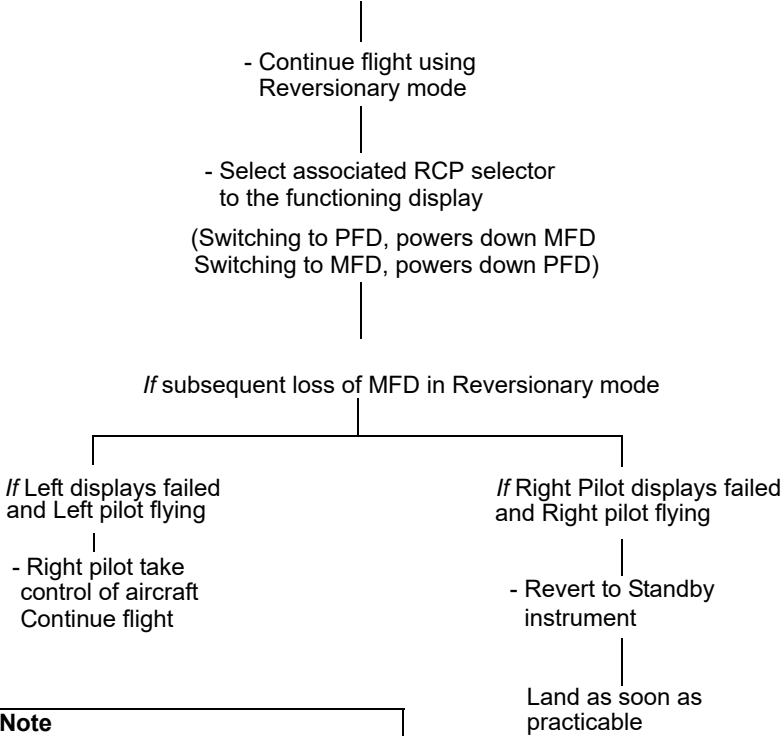 - Continue flight using
Reversionary mode
- Select associated RCP selector
to the functioning display
(Switching to PFD, powers down MFD
Switching to MFD, powers down PFD)
If subsequent loss of MFD in Reversionary mode
If Left displays failed
and Left pilot flying
- Right pilot take
control of aircraft
Continue flight
If Right Pilot displays failed
and Right pilot flying
- Revert to Standby
instrument
Land as soon as
practicable
Note